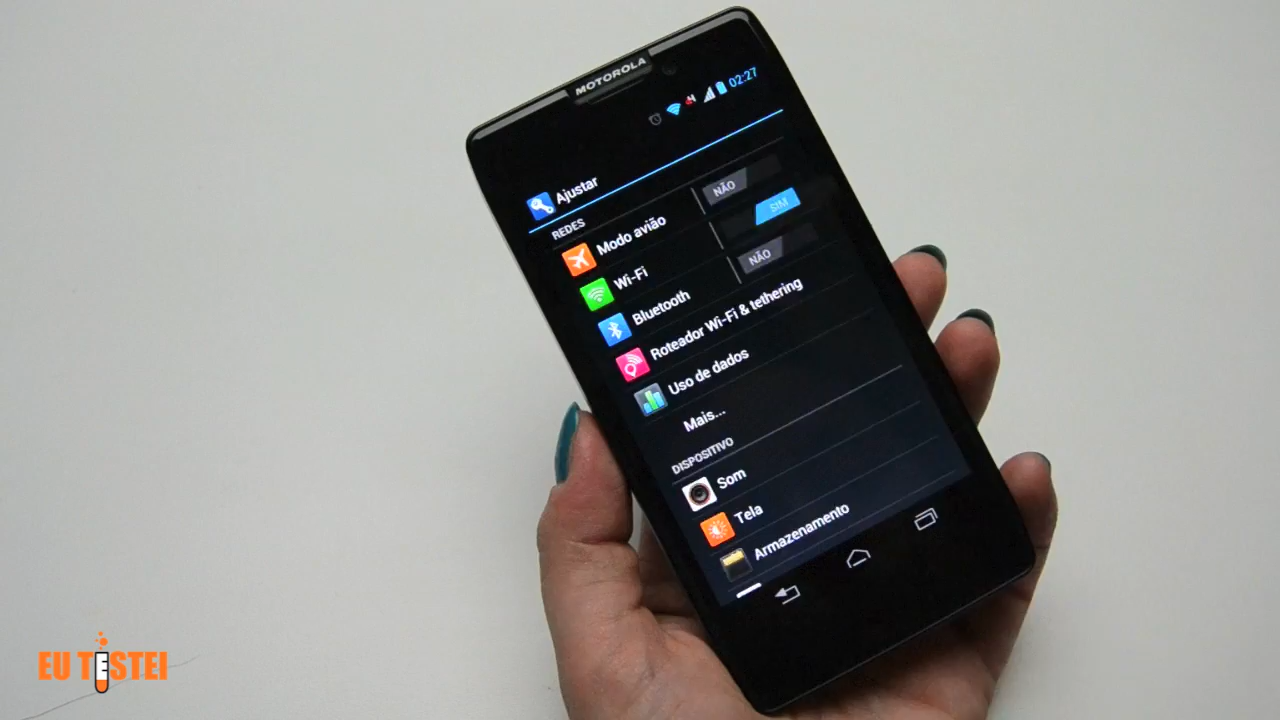 MOTOROLA
02:27
Ajustar
REDES
Modo avião NÃO
Wi-Fi SIM
Bluetooth NÃO
Roteador Wi-Fi & tethering
Uso de dados
Mais...
DISPOSITIVO
Som
Tela
Armazenamento
EU TESTEI